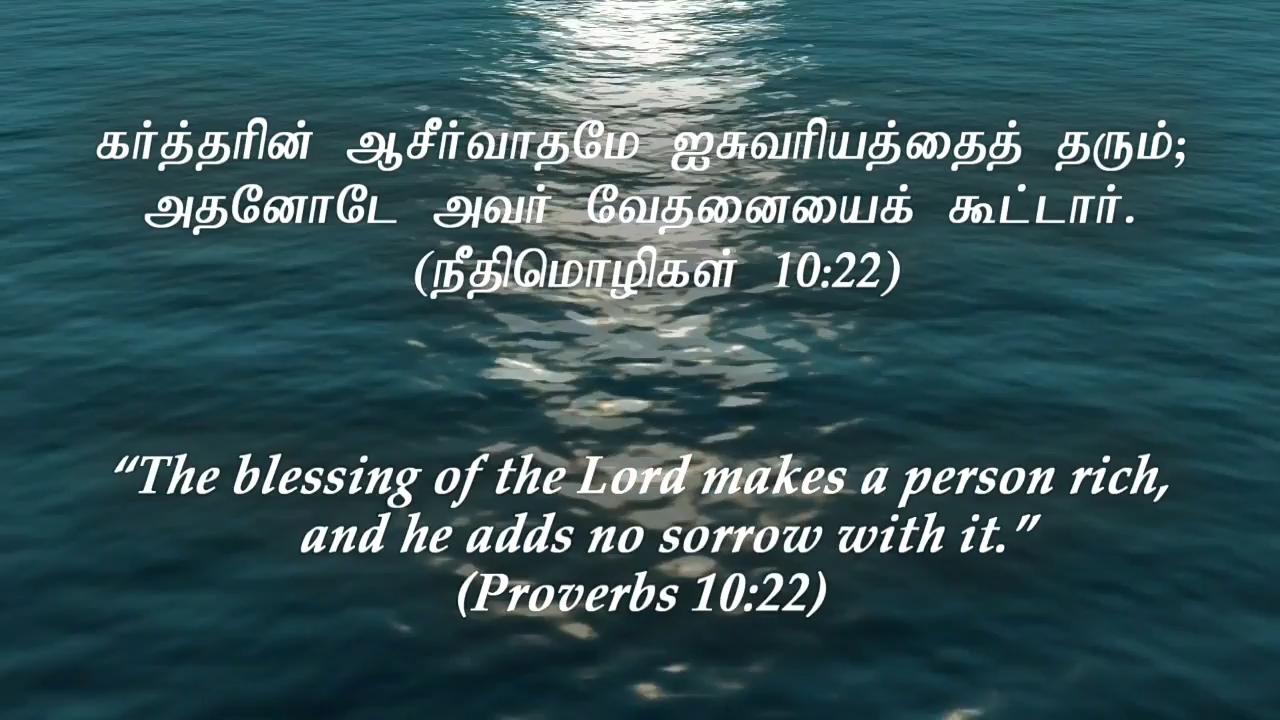 கர்த்தரின் ஆசீர்வாதமே ஐசுவரியத்தைத் தரும்;
அதனோடே அவர் வேதனையைக் கூட்டார்.
(நீதிமொழிகள் 10:22)
“The blessing of the Lord makes a person rich,
and he adds no sorrow with it.”
(Proverbs 10:22)